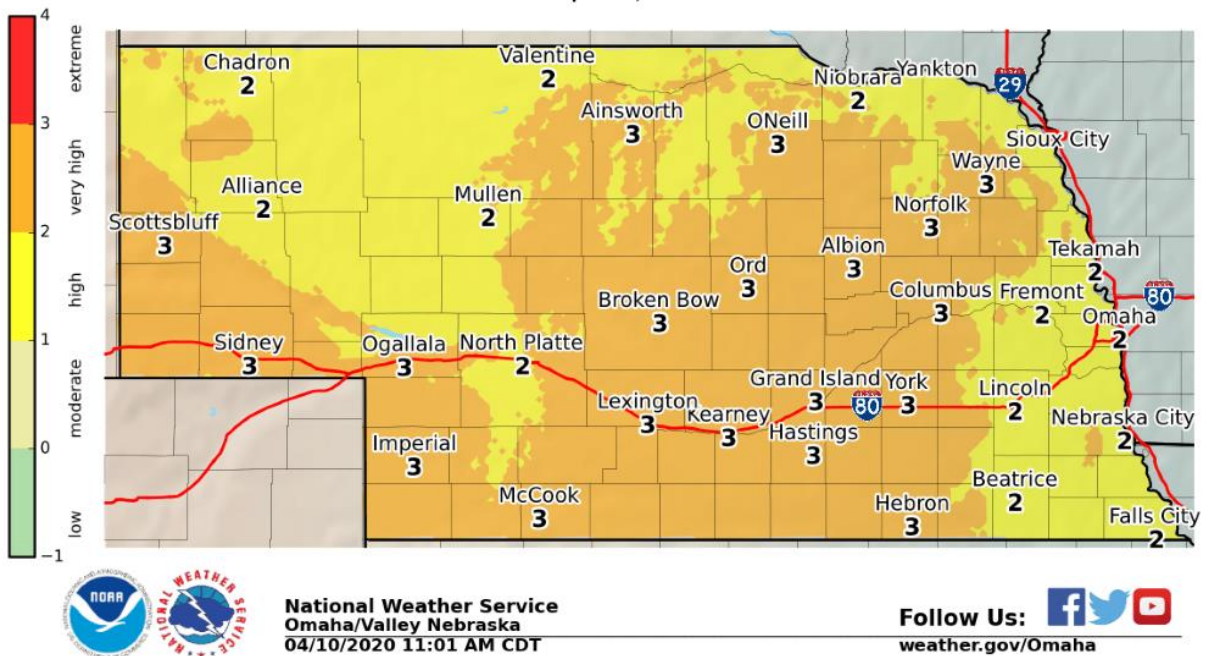 4
3
2
1
0
−1
extreme
very high
high
moderate
low
Chadron
2
Valentine
2
Niobrara
2
Yankton
29
Ainsworth
3
ONeill
3
Sioux City
Wayne
3
Alliance
2
Mullen
2
Norfolk
3
Scottsbluff
3
Albion
3
Tekamah
2
Ord
3
Broken Bow
3
Columbus
3
Fremont
2
80
Omaha
2
Sidney
3
Ogallala
3
North Platte
2
Grand Island
3
York
3
Lincoln
2
Lexington
3
Kearney
3
80
Hastings
3
Nebraska City
2
Imperial
3
McCook
3
Hebron
3
Beatrice
2
Falls City
2
NOAA
NATIONAL WEATHER SERVICE
National Weather Service
Omaha/Valley Nebraska
04/10/2020 11:01 AM CDT
Follow Us:
weather.gov/Omaha